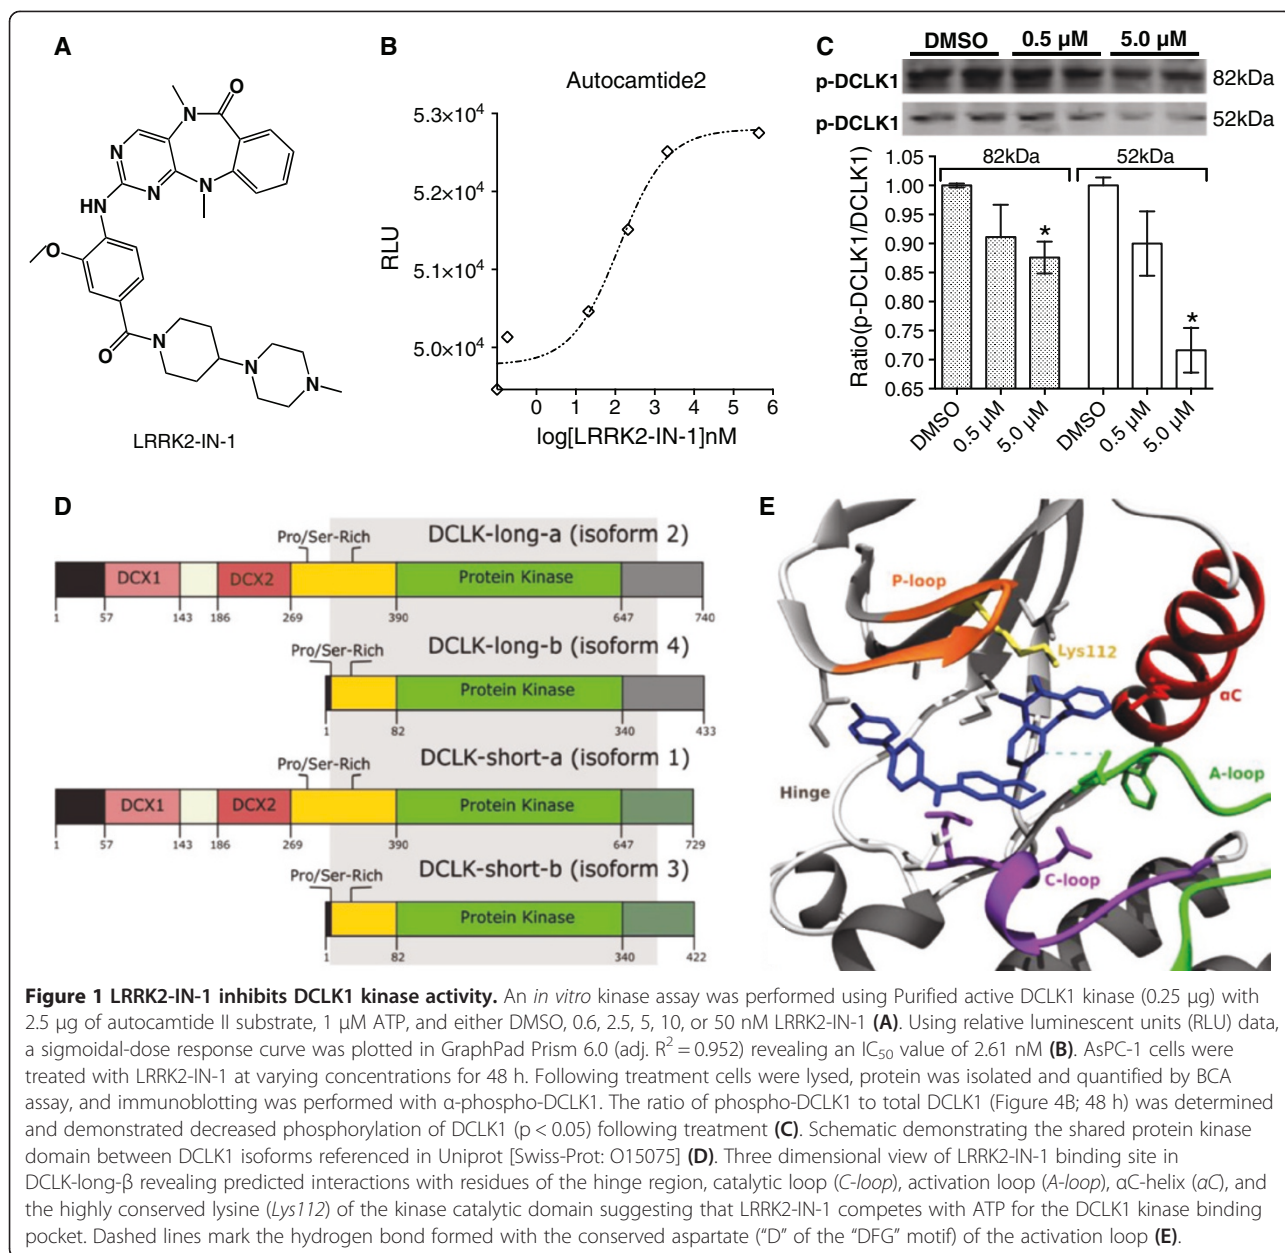 A
O
N
N
N
N
HN
O
O
N
N
N
LRRK2-IN-1
B
Autocamtide2
5.3×10⁴
5.2×10⁴
5.1×10⁴
5.0×10⁴
RLU
0 1 2 3 4 5 6
log[LRRK2-IN-1]nM
C
DMSO 0.5 µM 5.0 µM
p-DCLK1 82kDa
p-DCLK1 52kDa
82kDa 52kDa
1.05
1.00
0.95
0.90
0.85
0.80
0.75
0.70
0.65
Ratio(p-DCLK1/DCLK1)
* *
DMSO 0.5 µM 5.0 µM DMSO 0.5 µM 5.0 µM
D
Pro/Ser-Rich DCLK-long-a (isoform 2)
DCX1 DCX2 Protein Kinase
1 57 143 186 269 390 647 740
Pro/Ser-Rich DCLK-long-b (isoform 4)
Protein Kinase
1 82 340 433
Pro/Ser-Rich DCLK-short-a (isoform 1)
DCX1 DCX2 Protein Kinase
1 57 143 186 269 390 647 729
Pro/Ser-Rich DCLK-short-b (isoform 3)
Protein Kinase
1 82 340 422
E
P-loop
Lys112
αC
Hinge
A-loop
C-loop
Figure 1 LRRK2-IN-1 inhibits DCLK1 kinase activity. An in vitro kinase assay was performed using Purified active DCLK1 kinase (0.25 µg) with
2.5 µg of autocamtide II substrate, 1 µM ATP, and either DMSO, 0.6, 2.5, 5, 10, or 50 nM LRRK2-IN-1 (A). Using relative luminescent units (RLU) data,
a sigmoidal-dose response curve was plotted in GraphPad Prism 6.0 (adj. R² = 0.952) revealing an IC₅₀ value of 2.61 nM (B). AsPC-1 cells were
treated with LRRK2-IN-1 at varying concentrations for 48 h. Following treatment cells were lysed, protein was isolated and quantified by BCA
assay, and immunoblotting was performed with α-phospho-DCLK1. The ratio of phospho-DCLK1 to total DCLK1 (Figure 4B; 48 h) was determined
and demonstrated decreased phosphorylation of DCLK1 (p < 0.05) following treatment (C). Schematic demonstrating the shared protein kinase
domain between DCLK1 isoforms referenced in Uniprot [Swiss-Prot: O15075] (D). Three dimensional view of LRRK2-IN-1 binding site in
DCLK-long-β revealing predicted interactions with residues of the hinge region, catalytic loop (C-loop), activation loop (A-loop), αC-helix (αC), and
the highly conserved lysine (Lys112) of the kinase catalytic domain suggesting that LRRK2-IN-1 competes with ATP for the DCLK1 kinase binding
pocket. Dashed lines mark the hydrogen bond formed with the conserved aspartate (“D” of the “DFG” motif) of the activation loop (E).